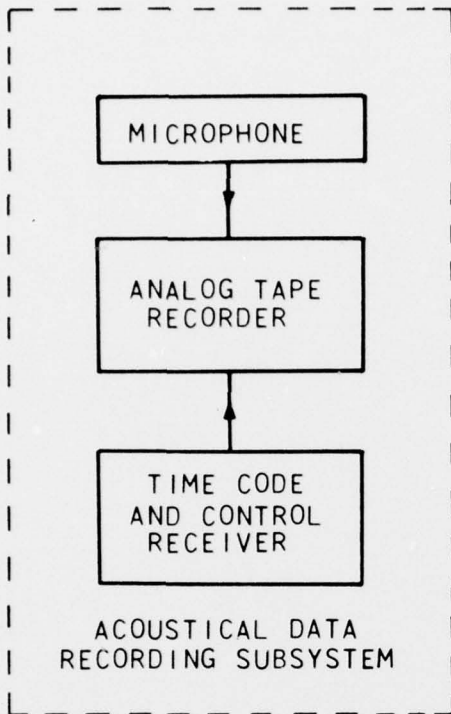 MICROPHONE
ANALOG TAPE
RECORDER
TIME CODE
AND CONTROL
RECEIVER
ACOUSTICAL DATA
RECORDING SUBSYSTEM